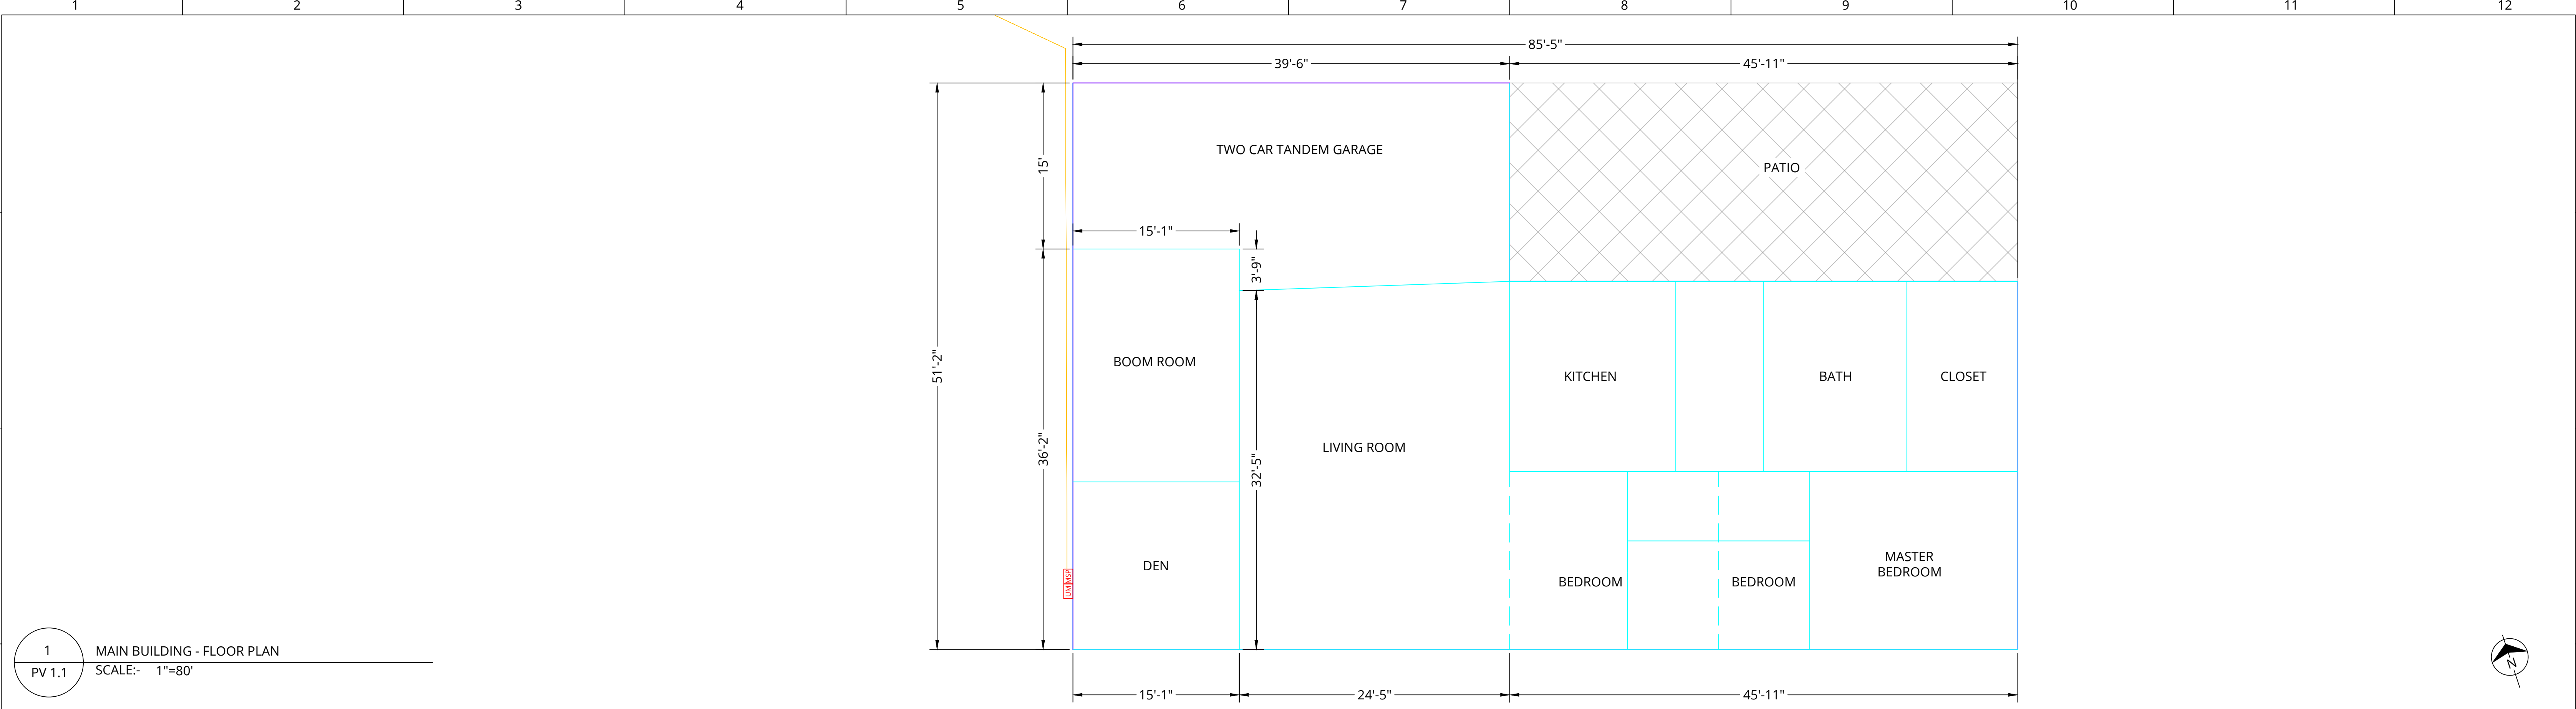 1 2 3 4 5 6 7 8 9 10 11 12
85'-5"
39'-6" 45'-11"
TWO CAR TANDEM GARAGE
15'
PATIO
15'-1"
3'-9"
51'-2"
BOOM ROOM
KITCHEN
BATH
CLOSET
36'-2"
LIVING ROOM
32'-5"
DEN
MASTER
BEDROOM
BEDROOM
BEDROOM
UM MSP
1
PV 1.1
MAIN BUILDING - FLOOR PLAN
SCALE:- 1"=80'
N
15'-1" 24'-5" 45'-11"